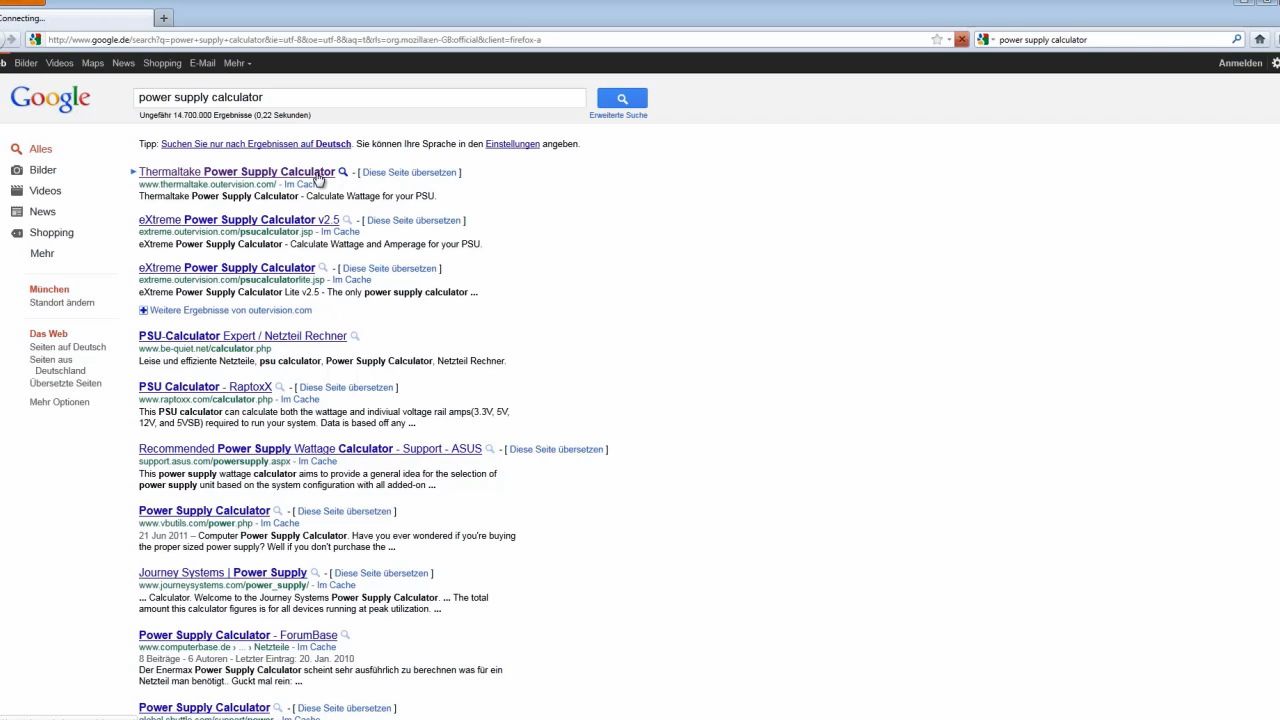 Connecting...
http://www.google.de/search?q=power+supply+calculator&ie=utf-8&oe=utf-8&aq=t&rls=org.mozilla:en-GB:official&client=firefox-a
power supply calculator
Bilder Videos Maps News Shopping E-Mail Mehr
Anmelden
Google
power supply calculator
Ungefähr 14.700.000 Ergebnisse (0,22 Sekunden)
Erweiterte Suche
Alles
Bilder
Videos
News
Shopping
Mehr
München
Standort ändern
Das Web
Seiten auf Deutsch
Seiten aus
Deutschland
Übersetzte Seiten
Mehr Optionen
Tipp: Suchen Sie nur nach Ergebnissen auf Deutsch. Sie können Ihre Sprache in den Einstellungen angeben.
Thermaltake Power Supply Calculator - [ Diese Seite übersetzen ]
www.thermaltake.outervision.com/ - Im Cache
Thermaltake Power Supply Calculator - Calculate Wattage for your PSU.
eXtreme Power Supply Calculator v2.5 - [ Diese Seite übersetzen ]
extreme.outervision.com/psucalculator.jsp - Im Cache
eXtreme Power Supply Calculator - Calculate Wattage and Amperage for your PSU.
eXtreme Power Supply Calculator - [ Diese Seite übersetzen ]
extreme.outervision.com/psucalculatorlite.jsp - Im Cache
eXtreme Power Supply Calculator Lite v2.5 - The only power supply calculator ...
Weitere Ergebnisse von outervision.com
PSU-Calculator Expert / Netzteil Rechner
www.be-quiet.net/calculator.php
Leise und effiziente Netzteile, psu calculator, Power Supply Calculator, Netzteil Rechner.
PSU Calculator - RaptoxX - [ Diese Seite übersetzen ]
www.raptoxx.com/calculator.php - Im Cache
This PSU calculator can calculate both the wattage and indiviual voltage rail amps(3.3V, 5V,
12V, and 5VSB) required to run your system. Data is based off any ...
Recommended Power Supply Wattage Calculator - Support - ASUS - [ Diese Seite übersetzen ]
support.asus.com/powersupply.aspx - Im Cache
This power supply wattage calculator aims to provide a general idea for the selection of
power supply unit based on the system configuration with all added-on ...
Power Supply Calculator - [ Diese Seite übersetzen ]
www.vbutils.com/power.php - Im Cache
21 Jun 2011 – Computer Power Supply Calculator. Have you ever wondered if you're buying
the proper sized power supply? Well if you don't purchase the ...
Journey Systems | Power Supply - [ Diese Seite übersetzen ]
www.journeysystems.com/power_supply/ - Im Cache
... Calculator. Welcome to the Journey Systems Power Supply Calculator. ... The total
amount this calculator figures is for all devices running at peak utilization. ...
Power Supply Calculator - ForumBase
www.computerbase.de › ... › Netzteile - Im Cache
8 Beiträge - 6 Autoren - Letzter Eintrag: 20. Jan. 2010
Der Enermax Power Supply Calculator scheint sehr ausführlich zu berechnen was für ein
Netzteil man benötigt.. Guckt mal rein: ...
Power Supply Calculator - [ Diese Seite übersetzen ]
global.shuttle.com/support/power - Im Cache